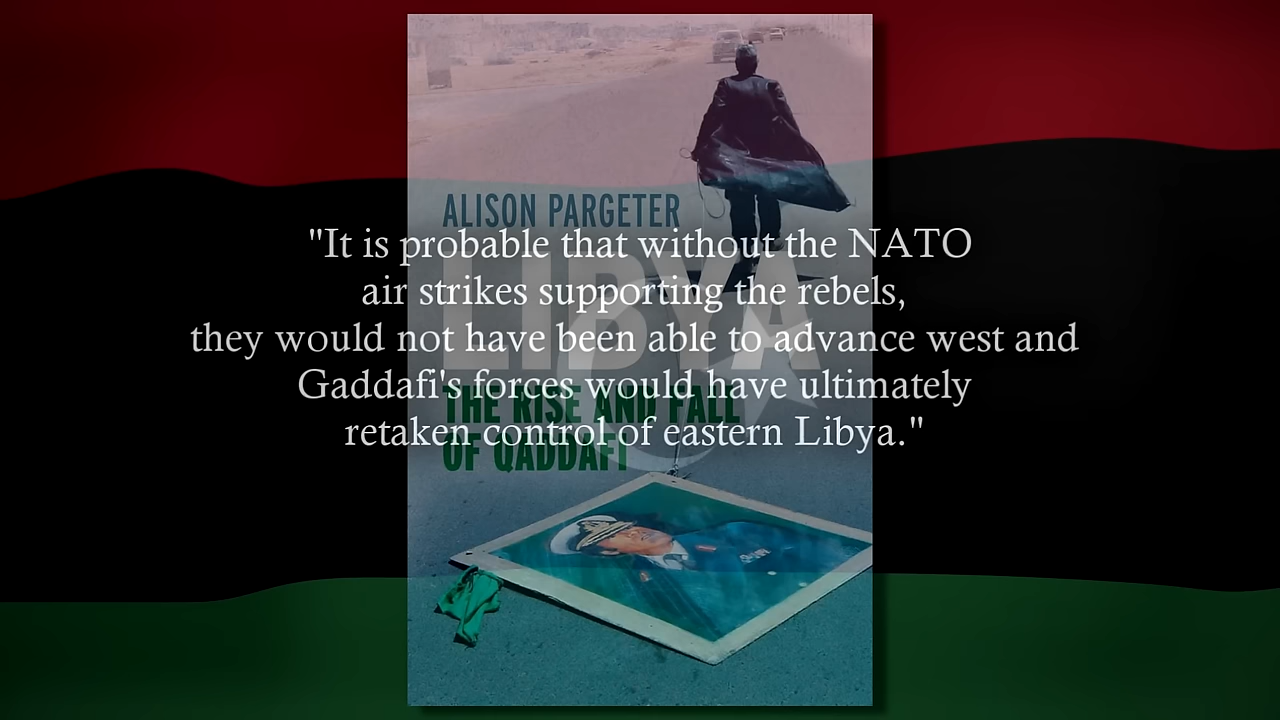 ALISON PARGETER
LIBYA
THE RISE AND FALL
OF QADDAFI
"It is probable that without the NATO
air strikes supporting the rebels,
they would not have been able to advance west and
Gaddafi's forces would have ultimately
retaken control of eastern Libya."